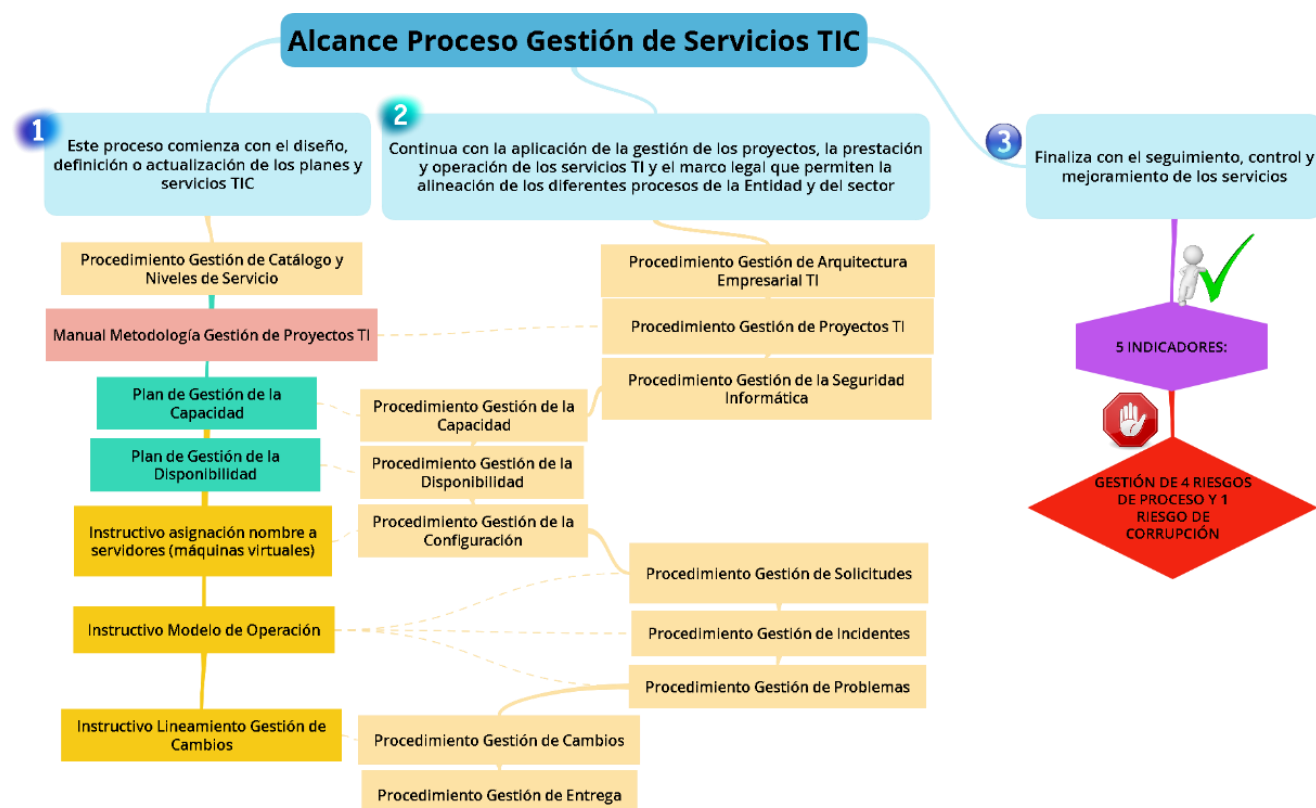 Alcance Proceso Gestión de Servicios TIC
1
Este proceso comienza con el diseño,
definición o actualización de los planes y
servicios TIC
Procedimiento Gestión de Catálogo y
Niveles de Servicio
Manual Metodología Gestión de Proyectos TI
Plan de Gestión de la
Capacidad
Plan de Gestión de la
Disponibilidad
Instructivo asignación nombre a
servidores (máquinas virtuales)
Instructivo Modelo de Operación
Instructivo Lineamiento Gestión de
Cambios
2
Continua con la aplicación de la gestión de los proyectos, la prestación
y operación de los servicios TI y el marco legal que permiten la
alineación de los diferentes procesos de la Entidad y del sector
Procedimiento Gestión de Arquitectura
Empresarial TI
Procedimiento Gestión de Proyectos TI
Procedimiento Gestión de la Seguridad
Informática
Procedimiento Gestión de la
Capacidad
Procedimiento Gestión de la
Disponibilidad
Procedimiento Gestión de la
Configuración
Procedimiento Gestión de Solicitudes
Procedimiento Gestión de Incidentes
Procedimiento Gestión de Problemas
Procedimiento Gestión de Cambios
Procedimiento Gestión de Entrega
3
Finaliza con el seguimiento, control y
mejoramiento de los servicios
5 INDICADORES:
GESTIÓN DE 4 RIESGOS
DE PROCESO Y 1
RIESGO DE
CORRUPCIÓN